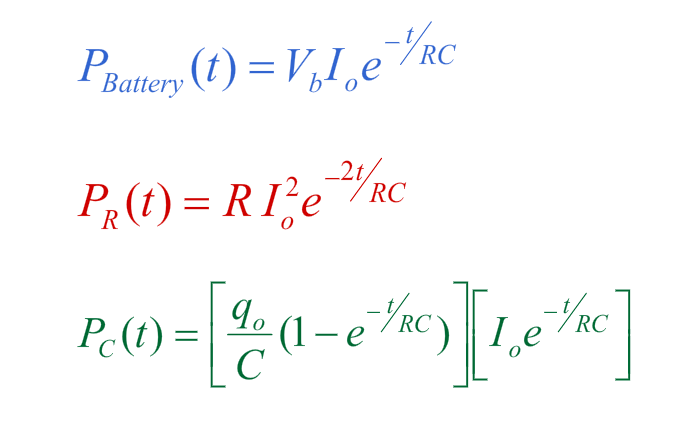 P_Battery(t) = V_b I_o e^{-t/RC}
P_R(t) = R I_o^2 e^{-2t/RC}
P_C(t) = [q_o/C (1 - e^{-t/RC})][I_o e^{-t/RC}]